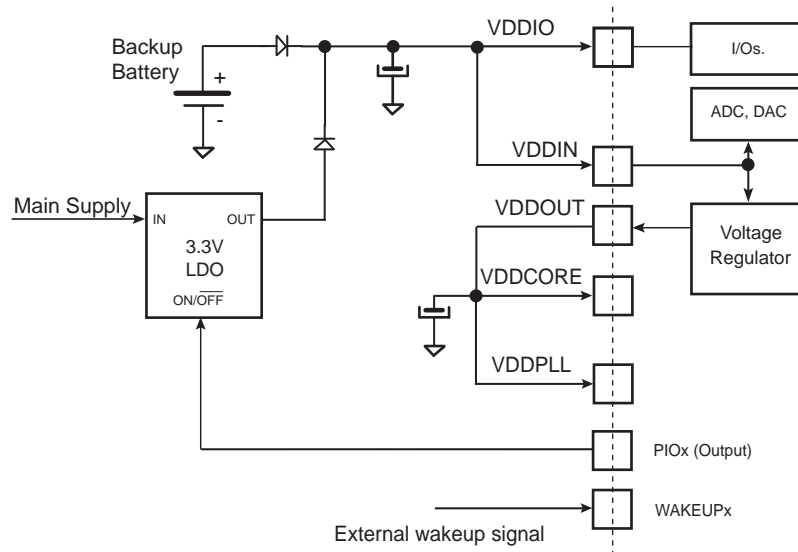 VDDIO
I/Os.
Backup
Battery
+
-
ADC, DAC
VDDIN
Main Supply
IN
OUT
3.3V
LDO
ON/OFF
VDDOUT
Voltage
Regulator
VDDCORE
VDDPLL
PIOx (Output)
WAKEUPx
External wakeup signal